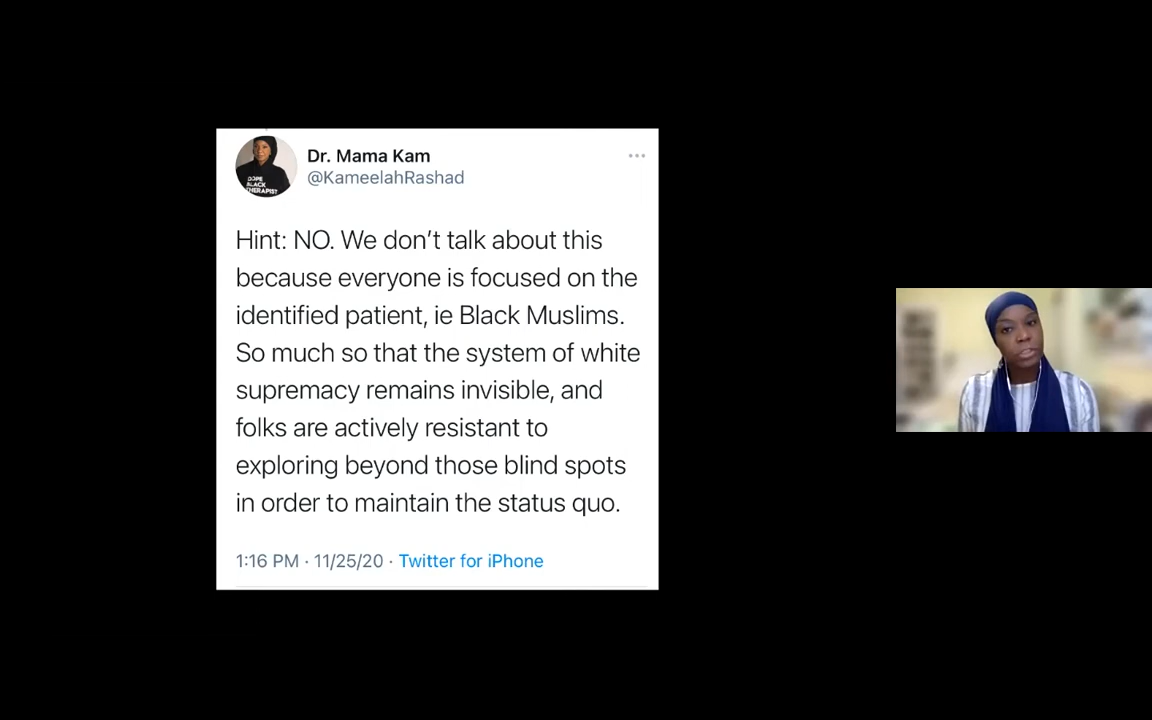 Dr. Mama Kam
@KameelahRashad
DOPE
BLACK
THERAPIST
Hint: NO. We don’t talk about this
because everyone is focused on the
identified patient, ie Black Muslims.
So much so that the system of white
supremacy remains invisible, and
folks are actively resistant to
exploring beyond those blind spots
in order to maintain the status quo.
1:16 PM · 11/25/20 · Twitter for iPhone